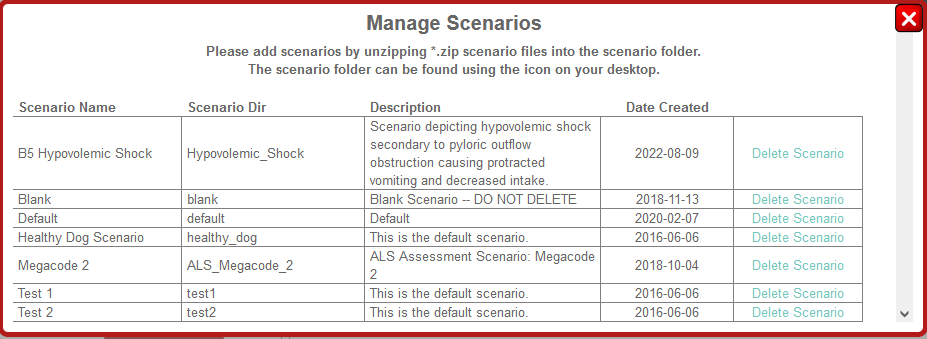 Manage Scenarios
Please add scenarios by unzipping *.zip scenario files into the scenario folder.
The scenario folder can be found using the icon on your desktop.
Scenario Name Scenario Dir Description Date Created
B5 Hypovolemic Shock Hypovolemic_Shock Scenario depicting hypovolemic shock
secondary to pyloric outflow
obstruction causing protracted
vomiting and decreased intake. 2022-08-09 Delete Scenario
Blank blank Blank Scenario -- DO NOT DELETE 2018-11-13 Delete Scenario
Default default Default 2020-02-07 Delete Scenario
Healthy Dog Scenario healthy_dog This is the default scenario. 2016-06-06 Delete Scenario
Megacode 2 ALS_Megacode_2 ALS Assessment Scenario: Megacode
2 2018-10-04 Delete Scenario
Test 1 test1 This is the default scenario. 2016-06-06 Delete Scenario
Test 2 test2 This is the default scenario. 2016-06-06 Delete Scenario